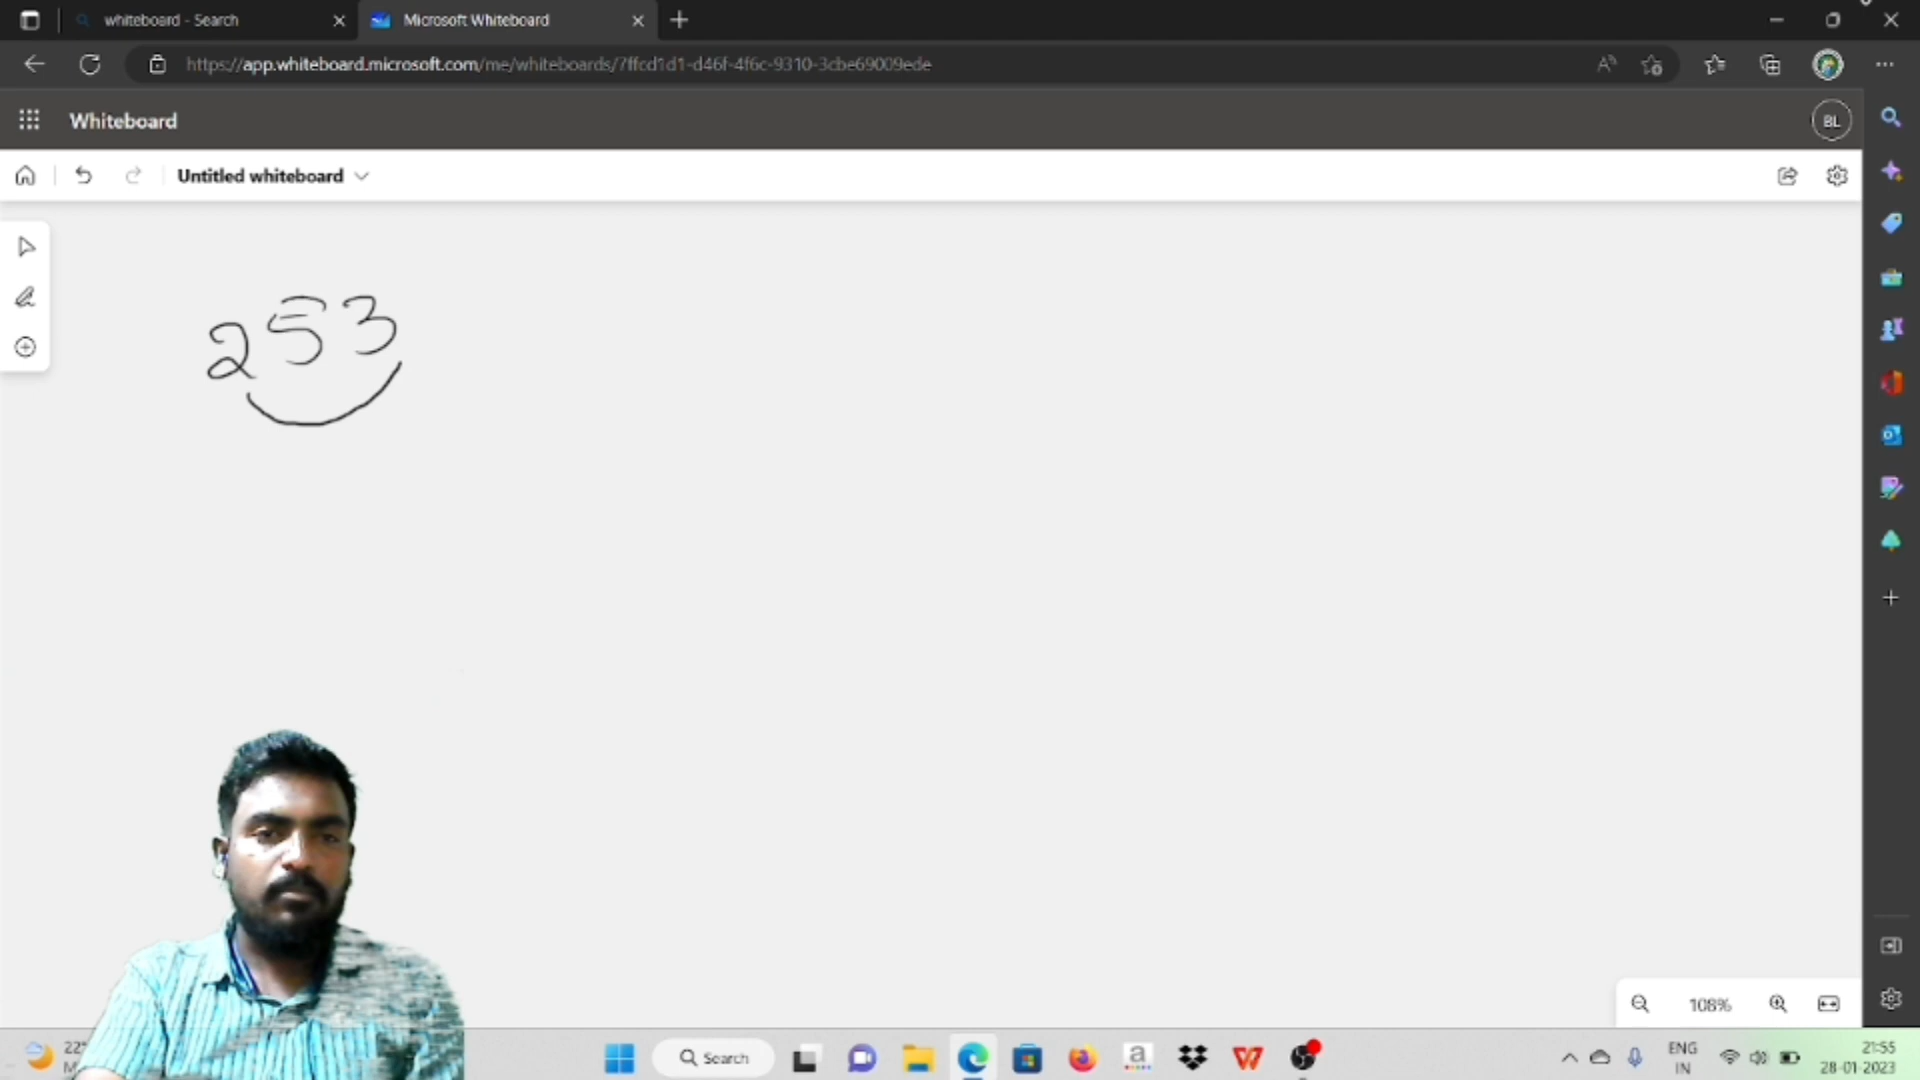 whiteboard - Search
Microsoft Whiteboard
https://app.whiteboard.microsoft.com/me/whiteboards/7ffcd1d1-d46f-4f6c-9310-3cbe69009ede
Whiteboard
BL
Untitled whiteboard
253
108%
22°
Search
ENG
IN
21:55
28-01-2023